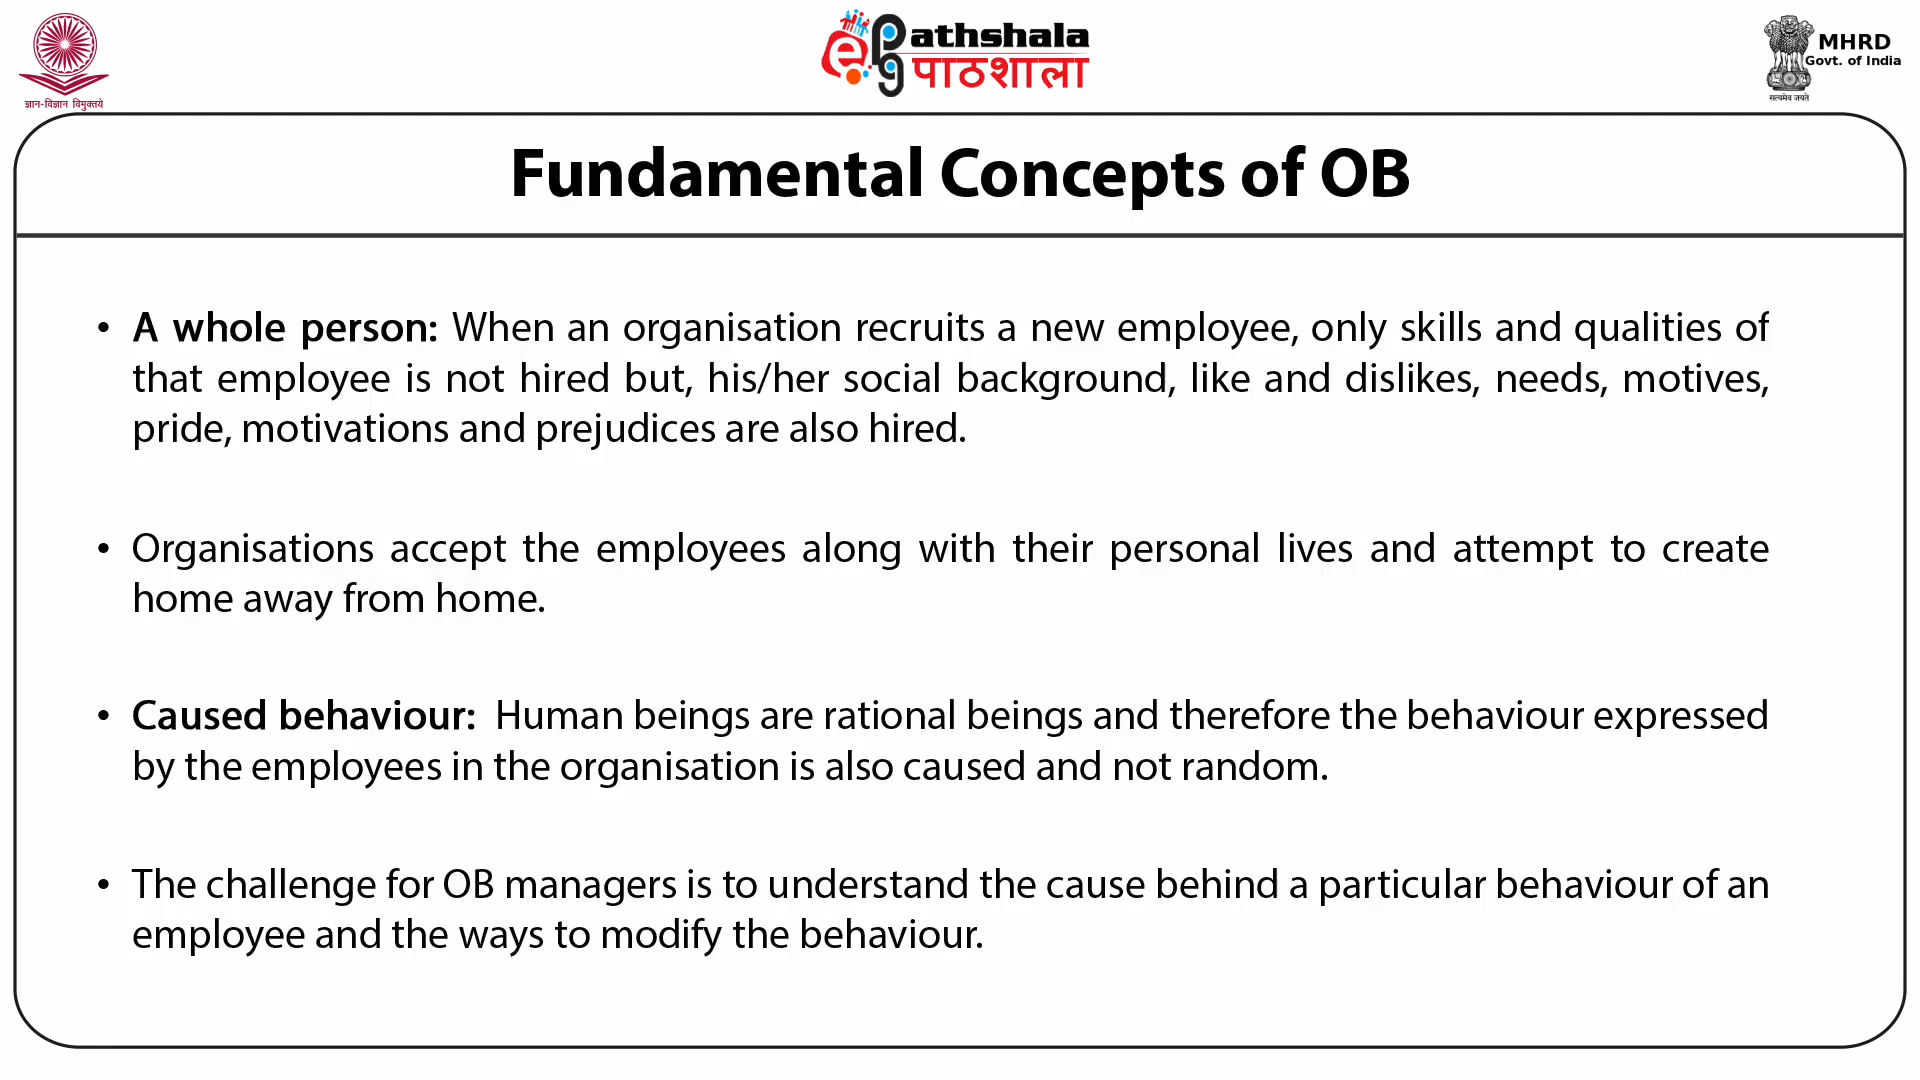 ज्ञान-विज्ञान विमुक्तये
ePathshala
पाठशाला
MHRD
Govt. of India
सत्यमेव जयते
Fundamental Concepts of OB
• A whole person: When an organisation recruits a new employee, only skills and qualities of
that employee is not hired but, his/her social background, like and dislikes, needs, motives,
pride, motivations and prejudices are also hired.
• Organisations accept the employees along with their personal lives and attempt to create
home away from home.
• Caused behaviour: Human beings are rational beings and therefore the behaviour expressed
by the employees in the organisation is also caused and not random.
• The challenge for OB managers is to understand the cause behind a particular behaviour of an
employee and the ways to modify the behaviour.